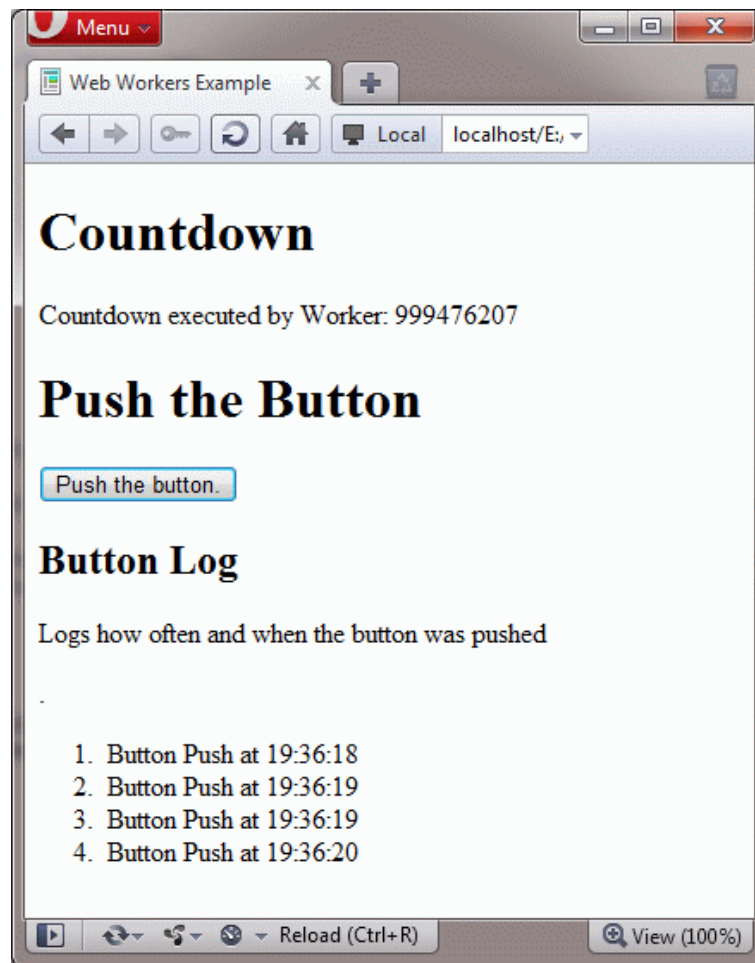 Menu
Web Workers Example
Local localhost/E:/
Countdown
Countdown executed by Worker: 999476207
Push the Button
Push the button.
Button Log
Logs how often and when the button was pushed
.
1. Button Push at 19:36:18
2. Button Push at 19:36:19
3. Button Push at 19:36:19
4. Button Push at 19:36:20
Reload (Ctrl+R) View (100%)